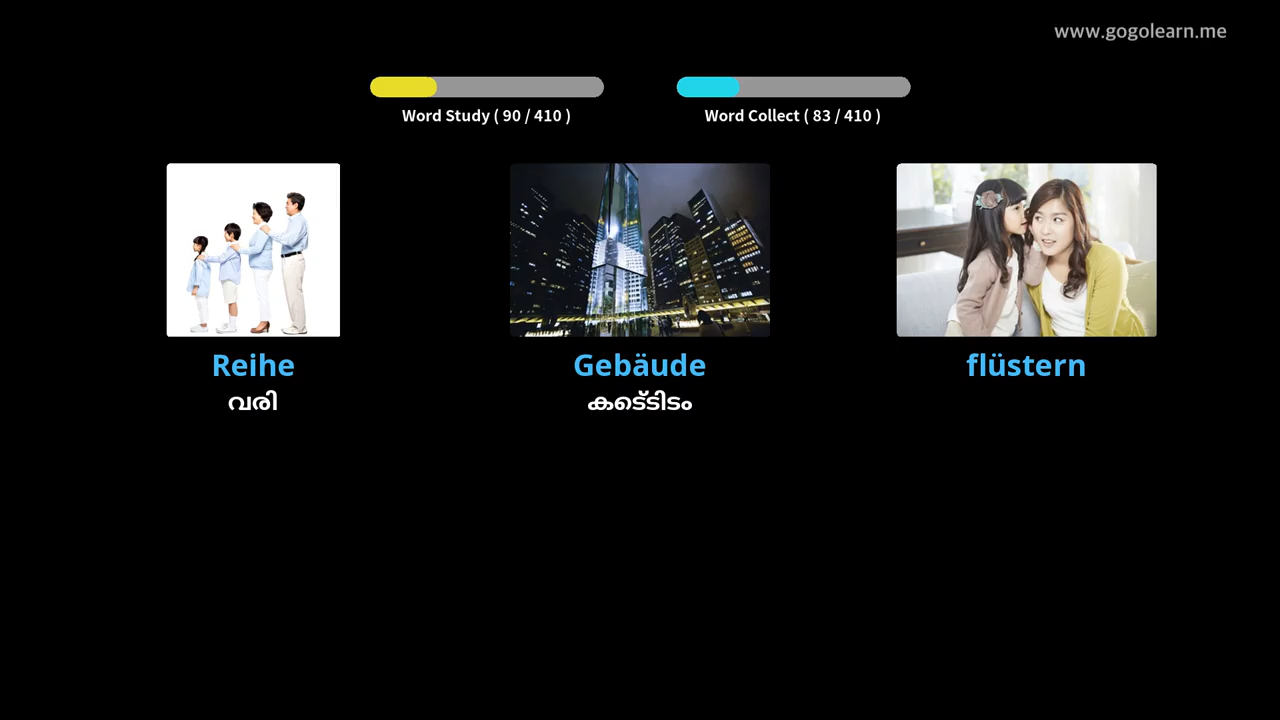 www.gogolearn.me
Word Study ( 90 / 410 )
Word Collect ( 83 / 410 )
Reihe
വരി
Gebäude
കെട്ടിടം
flüstern